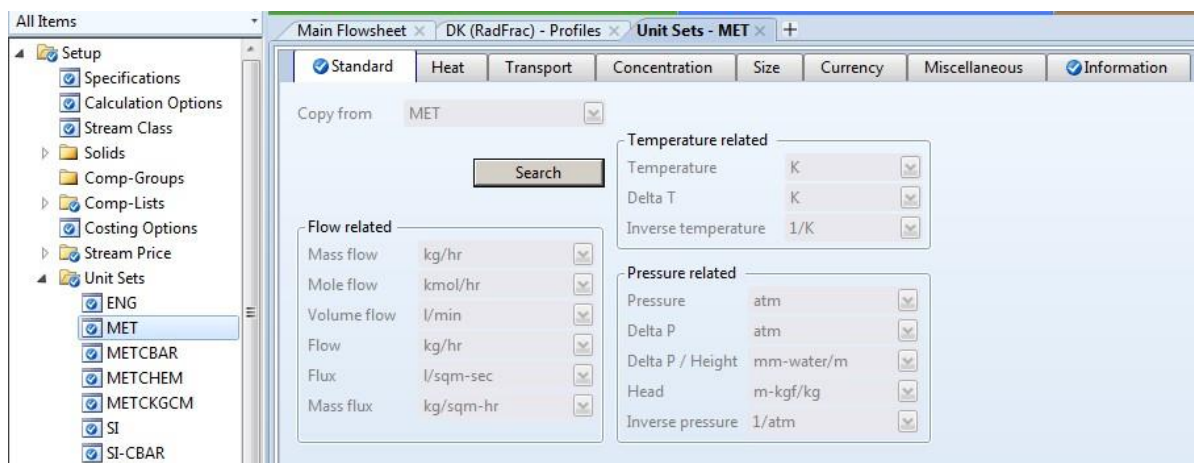 All Items
Setup
Specifications
Calculation Options
Stream Class
Solids
Comp-Groups
Comp-Lists
Costing Options
Stream Price
Unit Sets
ENG
MET
METCBAR
METCHEM
METCKGCM
SI
SI-CBAR
Main Flowsheet DK (RadFrac) - Profiles Unit Sets - MET
Standard Heat Transport Concentration Size Currency Miscellaneous Information
Copy from MET
Search
Flow related
Mass flow kg/hr
Mole flow kmol/hr
Volume flow l/min
Flow kg/hr
Flux l/sqm-sec
Mass flux kg/sqm-hr
Temperature related
Temperature K
Delta T K
Inverse temperature 1/K
Pressure related
Pressure atm
Delta P atm
Delta P / Height mm-water/m
Head m-kgf/kg
Inverse pressure 1/atm